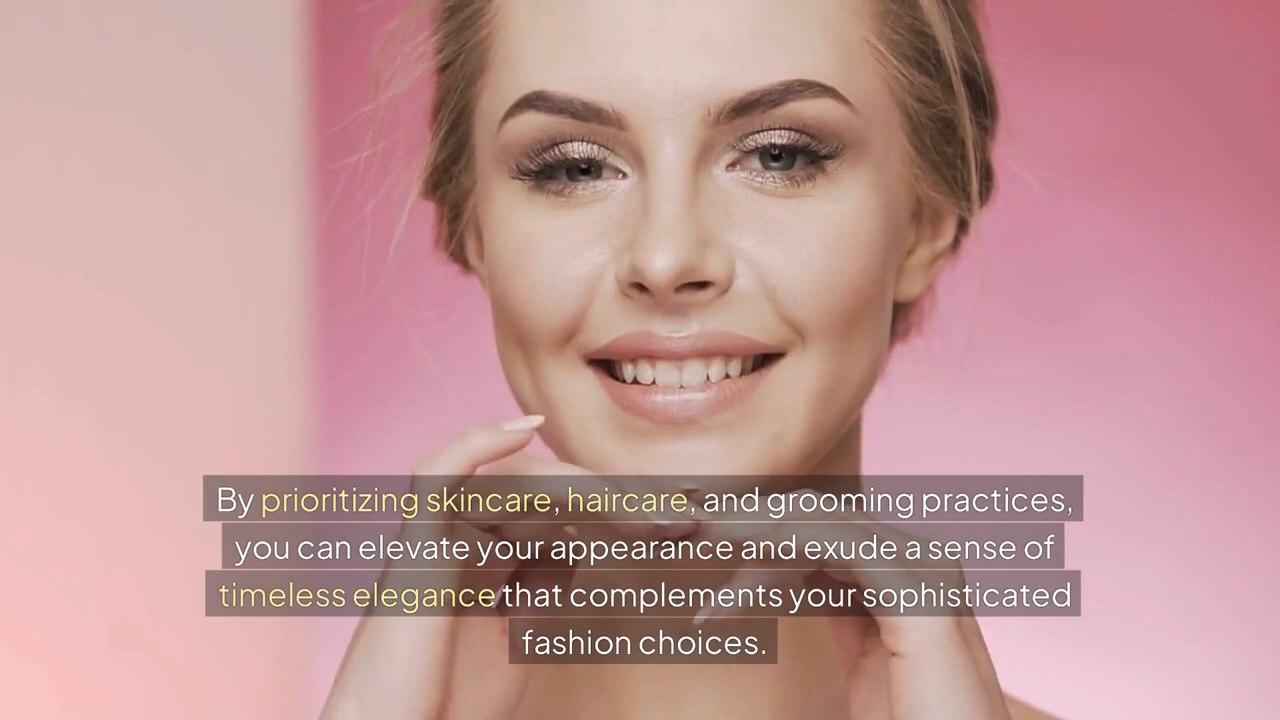 By prioritizing skincare, haircare, and grooming practices,
you can elevate your appearance and exude a sense of
timeless elegance that complements your sophisticated
fashion choices.